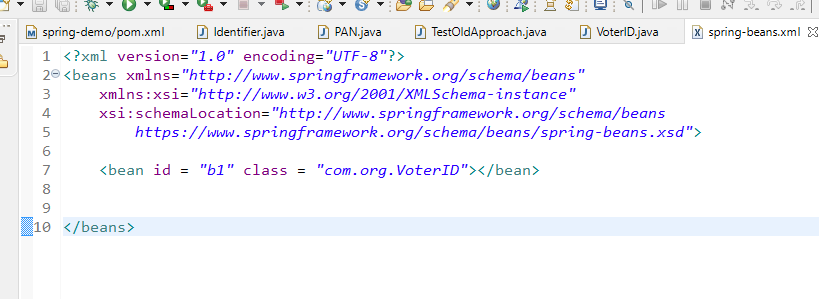 spring-demo/pom.xml Identifier.java PAN.java TestOldApproach.java VoterID.java spring-beans.xml
1 <?xml version="1.0" encoding="UTF-8"?>
2 <beans xmlns="http://www.springframework.org/schema/beans"
3 xmlns:xsi="http://www.w3.org/2001/XMLSchema-instance"
4 xsi:schemaLocation="http://www.springframework.org/schema/beans
5 https://www.springframework.org/schema/beans/spring-beans.xsd">
6
7 <bean id = "b1" class = "com.org.VoterID"></bean>
8
9
10 </beans>